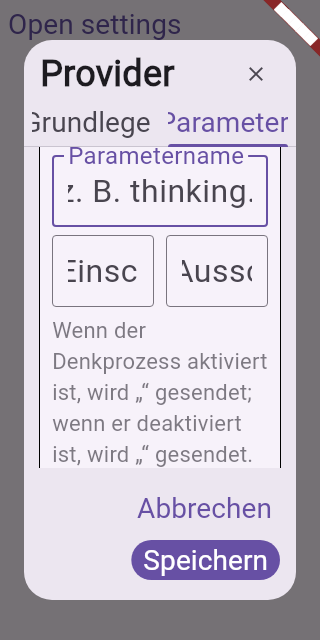 Open settings
Provider
Grundlege
Parameter
Parametername
z. B. thinking.
Einsc
Aussc
Wenn der
Denkprozess aktiviert
ist, wird „“ gesendet;
wenn er deaktiviert
ist, wird „“ gesendet.
Abbrechen
Speichern